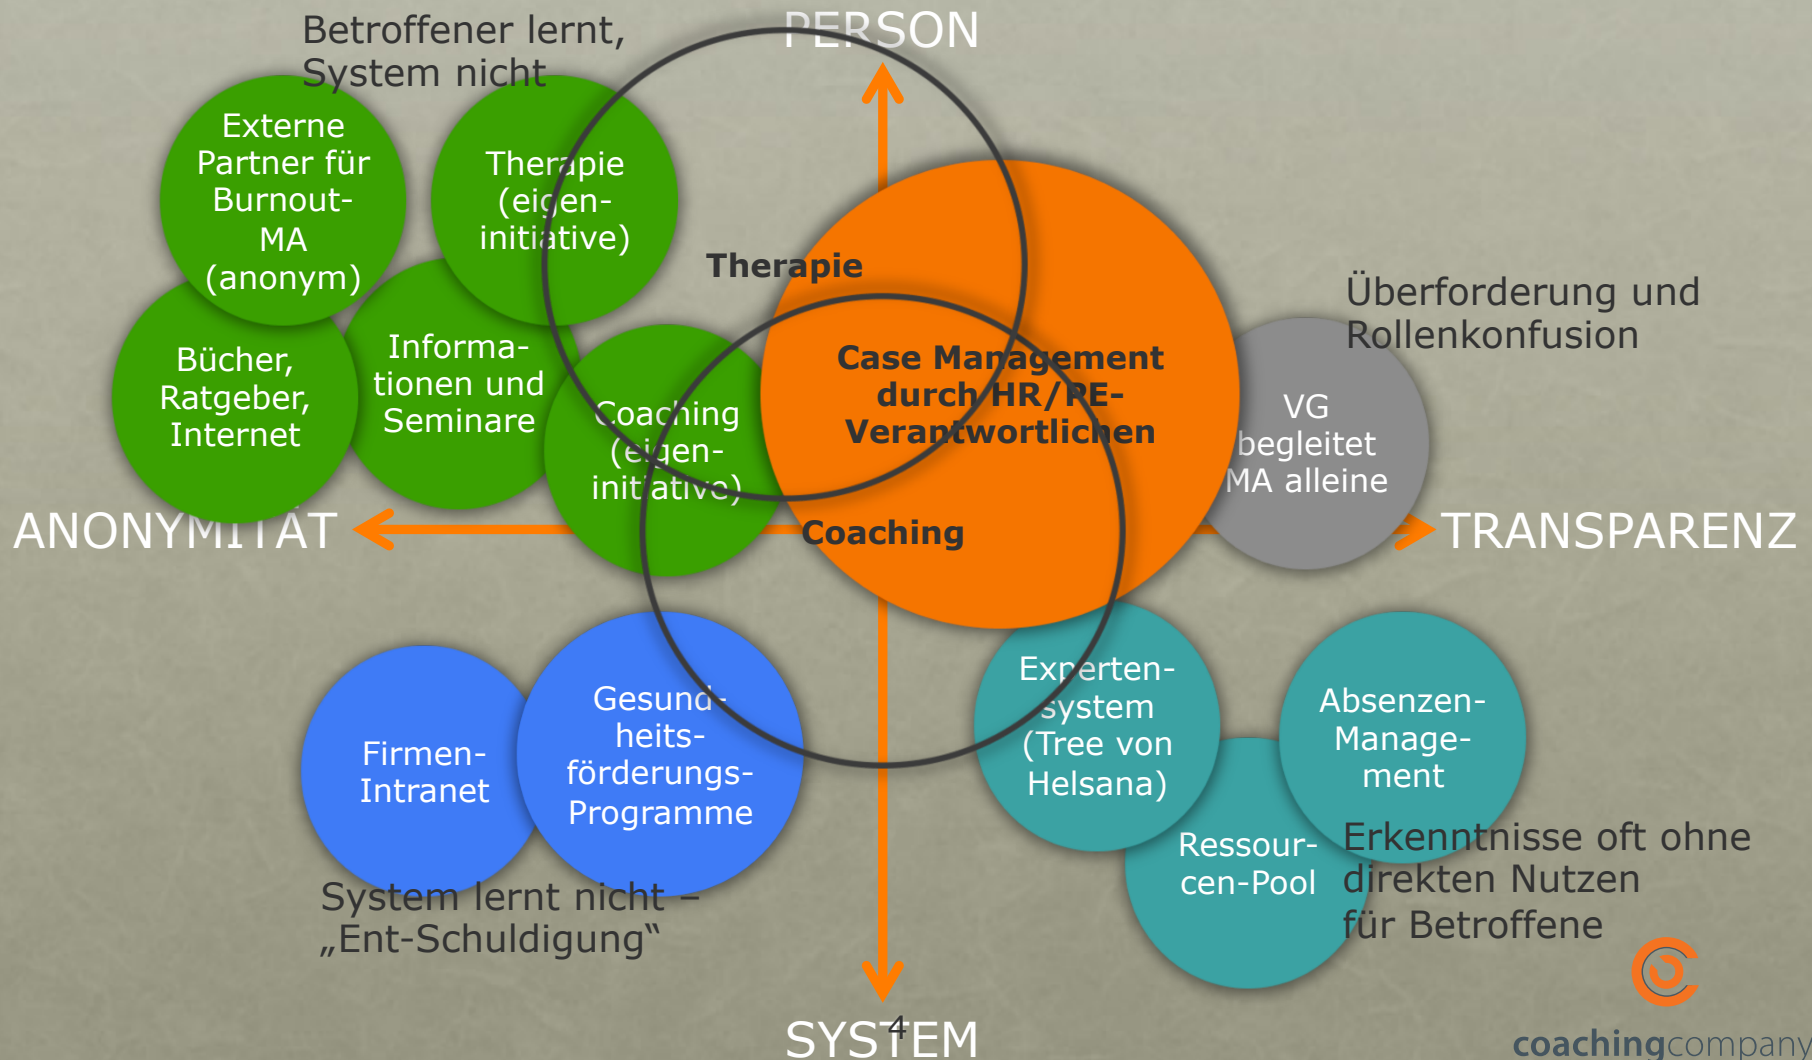 Betroffener lernt,
System nicht
PERSON
Externe
Partner für
Burnout-
MA
(anonym)
Therapie
(eigen-
initiative)
Therapie
Bücher,
Ratgeber,
Internet
Informa-
tionen und
Seminare
Coaching
(eigen-
initiative)
Case Management
durch HR/PE-
Verantwortlichen
Überforderung und
Rollenkonfusion
VG
begleitet
MA alleine
ANONYMITÄT
Coaching
TRANSPARENZ
Firmen-
Intranet
Gesund-
heits-
förderungs-
Programme
System lernt nicht –
„Ent-Schuldigung“
Experten-
system
(Tree von
Helsana)
Absenzen-
Manage-
ment
Ressour-
cen-Pool
Erkenntnisse oft ohne
direkten Nutzen
für Betroffene
SYSTEM
4
coachingcompany